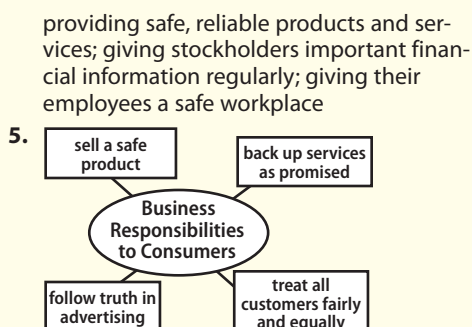 providing safe, reliable products and ser-
vices; giving stockholders important finan-
cial information regularly; giving their
employees a safe workplace
5.
sell a safe
product
back up services
as promised
Business
Responsibilities
to Consumers
follow truth in
advertising
treat all
customers fairly
and equally